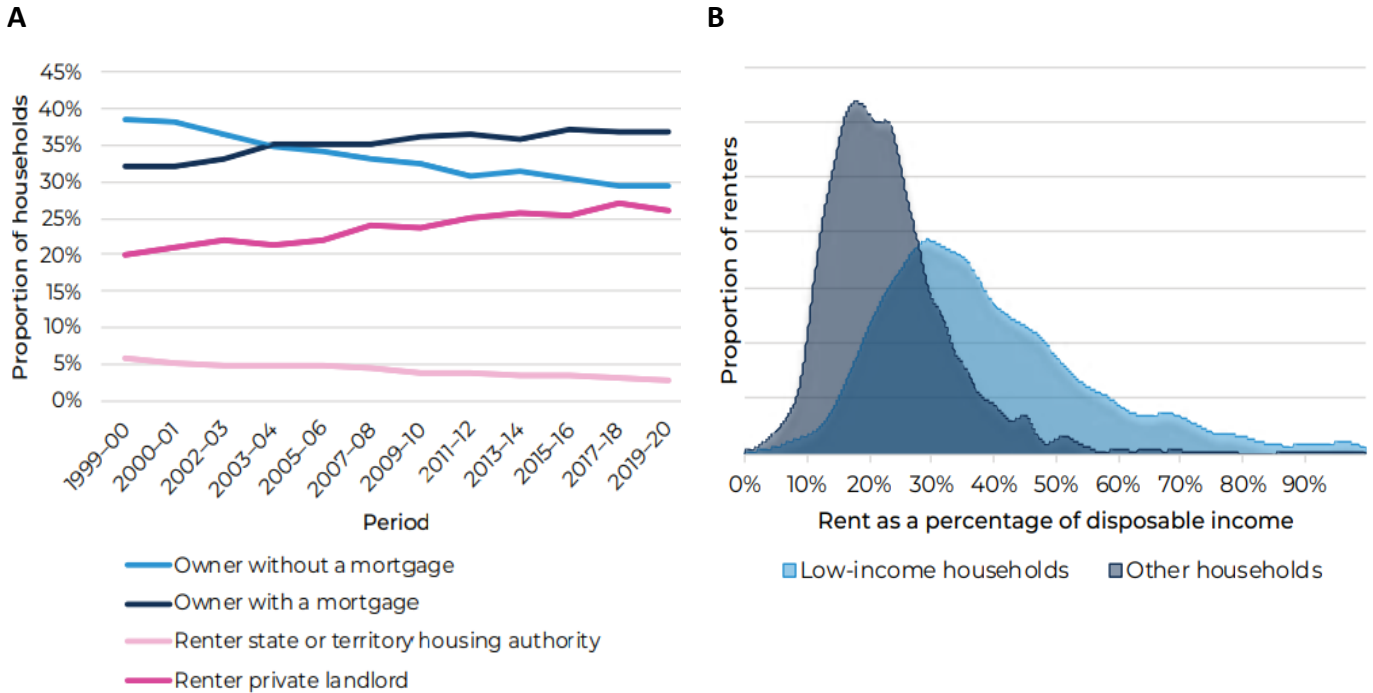 A
Proportion of households
45%
40%
35%
30%
25%
20%
15%
10%
5%
0%
1999–00
2000–01
2002–03
2003–04
2005–06
2007–08
2009–10
2011–12
2013–14
2015–16
2017–18
2019–20
Period
Owner without a mortgage
Owner with a mortgage
Renter state or territory housing authority
Renter private landlord
B
Proportion of renters
0% 10% 20% 30% 40% 50% 60% 70% 80% 90%
Rent as a percentage of disposable income
Low-income households Other households